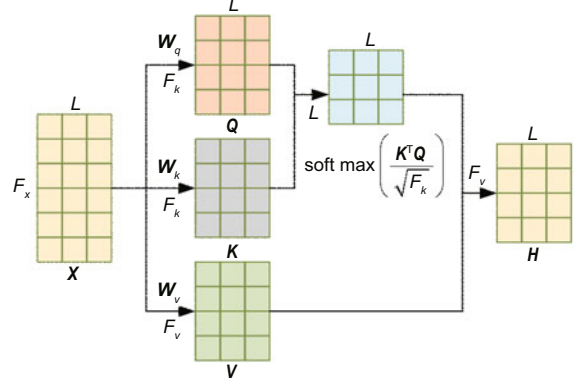 L
W_q
F_k
Q
L
L
L
F_x
X
W_k
F_k
K
soft max (K^T Q / √F_k)
L
F_v
H
W_v
F_v
V